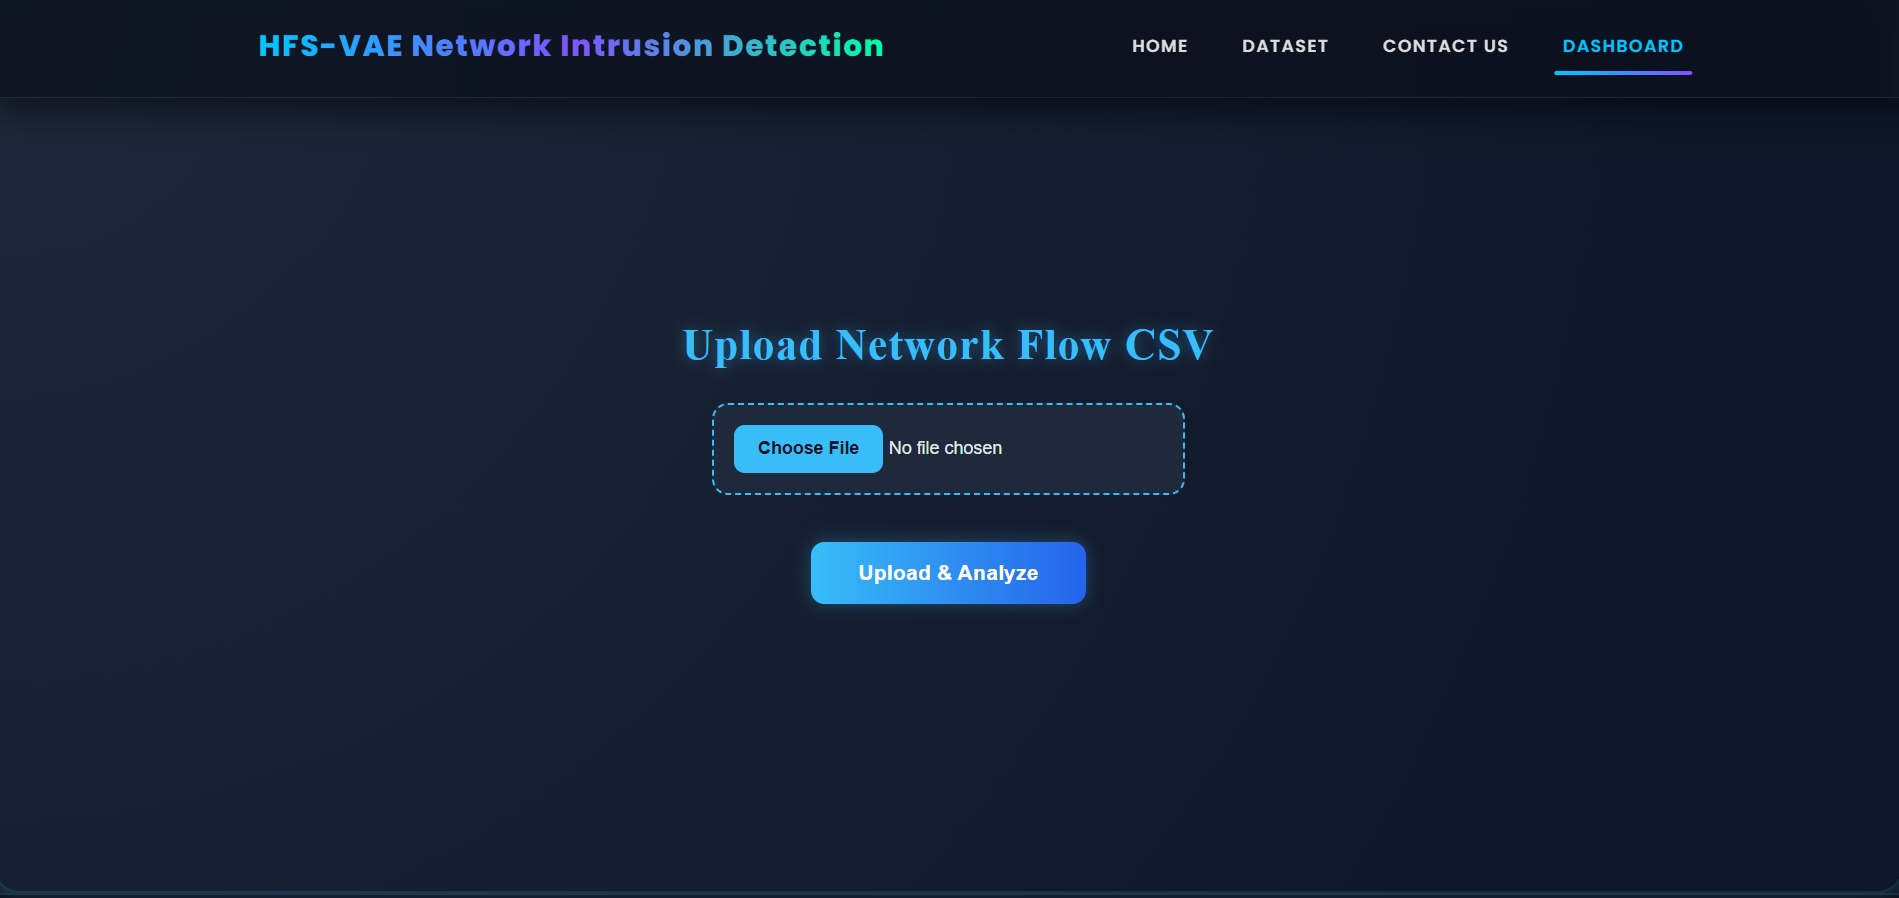 HFS-VAE Network Intrusion Detection
HOME DATASET CONTACT US DASHBOARD
Upload Network Flow CSV
Choose File No file chosen
Upload & Analyze